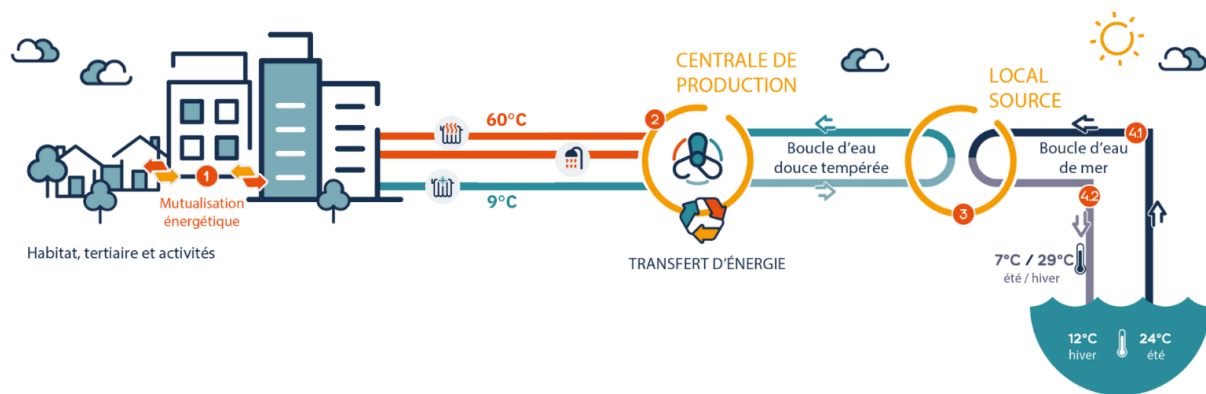 CENTRALE DE
PRODUCTION
LOCAL
SOURCE
2
60°C
4.1
Boucle d'eau
douce tempérée
Boucle d'eau
de mer
1
Mutualisation
énergétique
9°C
4.2
3
Habitat, tertiaire et activités
TRANSFERT D'ÉNERGIE
7°C / 29°C
été / hiver
12°C
hiver
24°C
été